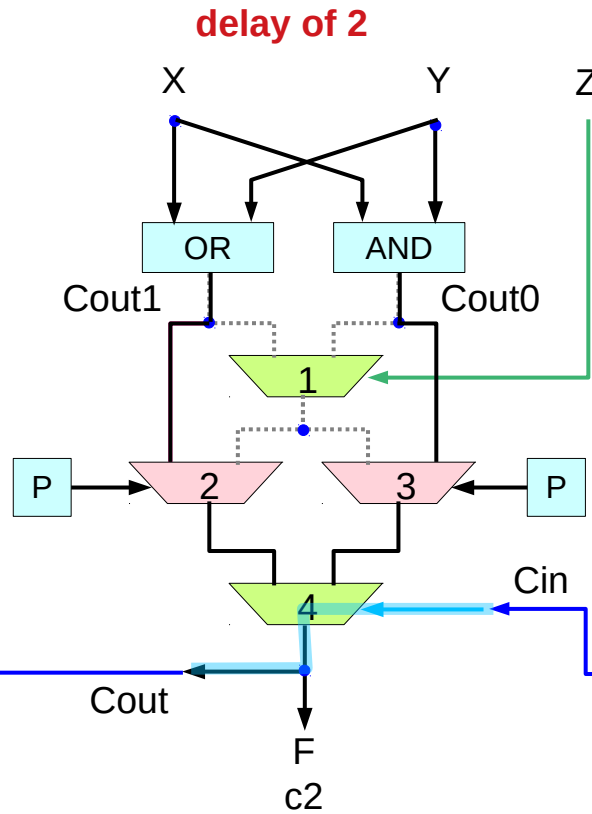 delay of 2
X Y Z
OR AND
Cout1 Cout0
1
P 2 3 P
4 Cin
Cout
F
c2